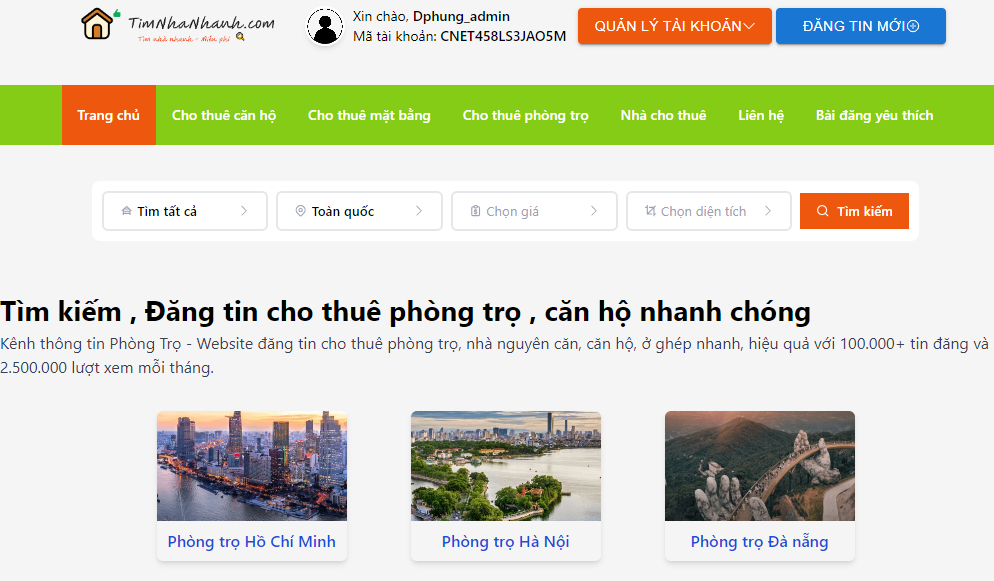 TimNhaNhanh.com
Tìm nhà nhanh - Miễn phí
Xin chào, Dphung_admin
Mã tài khoản: CNET458LS3JAO5M
QUẢN LÝ TÀI KHOẢN
ĐĂNG TIN MỚI
Trang chủ
Cho thuê căn hộ
Cho thuê mặt bằng
Cho thuê phòng trọ
Nhà cho thuê
Liên hệ
Bài đăng yêu thích
Tìm tất cả
Toàn quốc
Chọn giá
Chọn diện tích
Tìm kiếm
Tìm kiếm , Đăng tin cho thuê phòng trọ , căn hộ nhanh chóng
Kênh thông tin Phòng Trọ - Website đăng tin cho thuê phòng trọ, nhà nguyên căn, căn hộ, ở ghép nhanh, hiệu quả với 100.000+ tin đăng và
2.500.000 lượt xem mỗi tháng.
Phòng trọ Hồ Chí Minh
Phòng trọ Hà Nội
Phòng trọ Đà nẵng